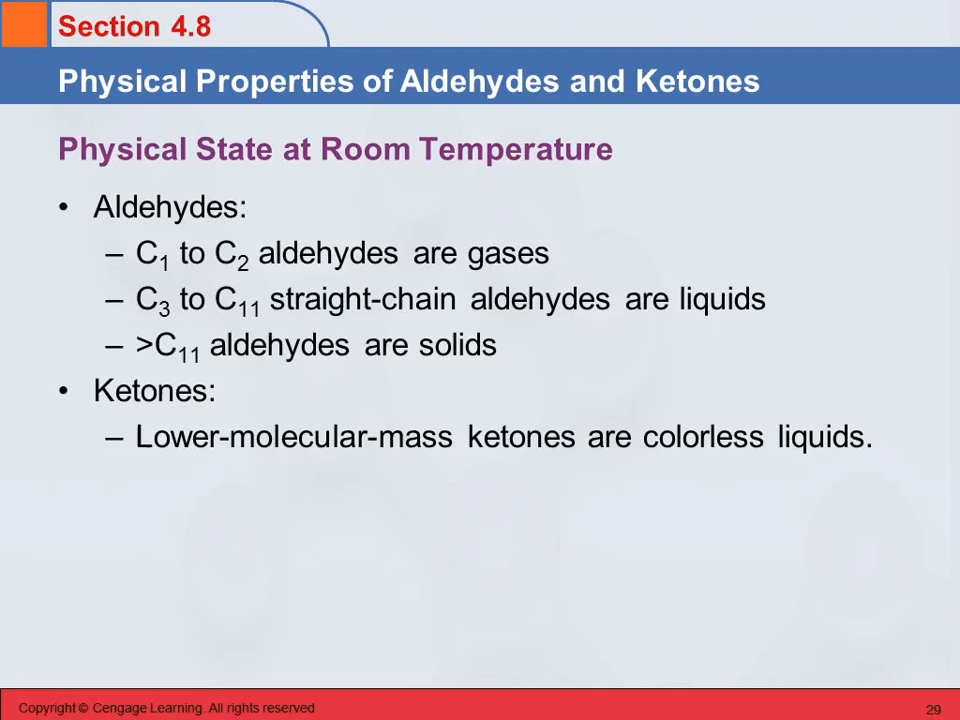 Section 4.8
Physical Properties of Aldehydes and Ketones
Physical State at Room Temperature
• Aldehydes:
– C₁ to C₂ aldehydes are gases
– C₃ to C₁₁ straight-chain aldehydes are liquids
– >C₁₁ aldehydes are solids
• Ketones:
– Lower-molecular-mass ketones are colorless liquids.
Copyright © Cengage Learning. All rights reserved
29